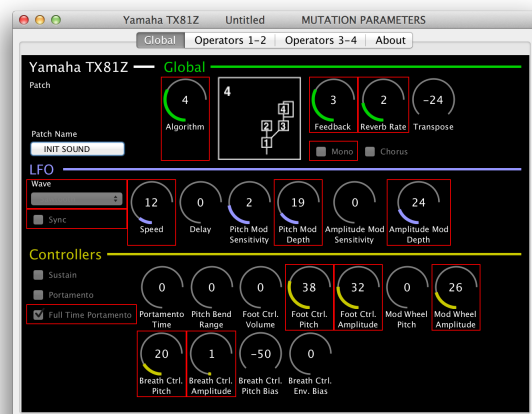 Yamaha TX81Z Untitled MUTATION PARAMETERS
Global Operators 1-2 Operators 3-4 About
Yamaha TX81Z Global
Patch
4
4
4
2 3
1
3
2
-24
Algorithm
Feedback Reverb Rate Transpose
Patch Name
INIT SOUND
Mono Chorus
LFO
Wave
Sync
12 0 2 19 0 24
Speed Delay Pitch Mod Sensitivity Pitch Mod Depth Amplitude Mod Sensitivity Amplitude Mod Depth
Controllers
Sustain
Portamento
Full Time Portamento
0 0 0 38 32 0 26
Portamento Time Pitch Bend Range Foot Ctrl. Volume Foot Ctrl. Pitch Foot Ctrl. Amplitude Mod Wheel Pitch Mod Wheel Amplitude
20 1 -50 0
Breath Ctrl. Pitch Breath Ctrl. Amplitude Breath Ctrl. Pitch Bias Breath Ctrl. Env. Bias